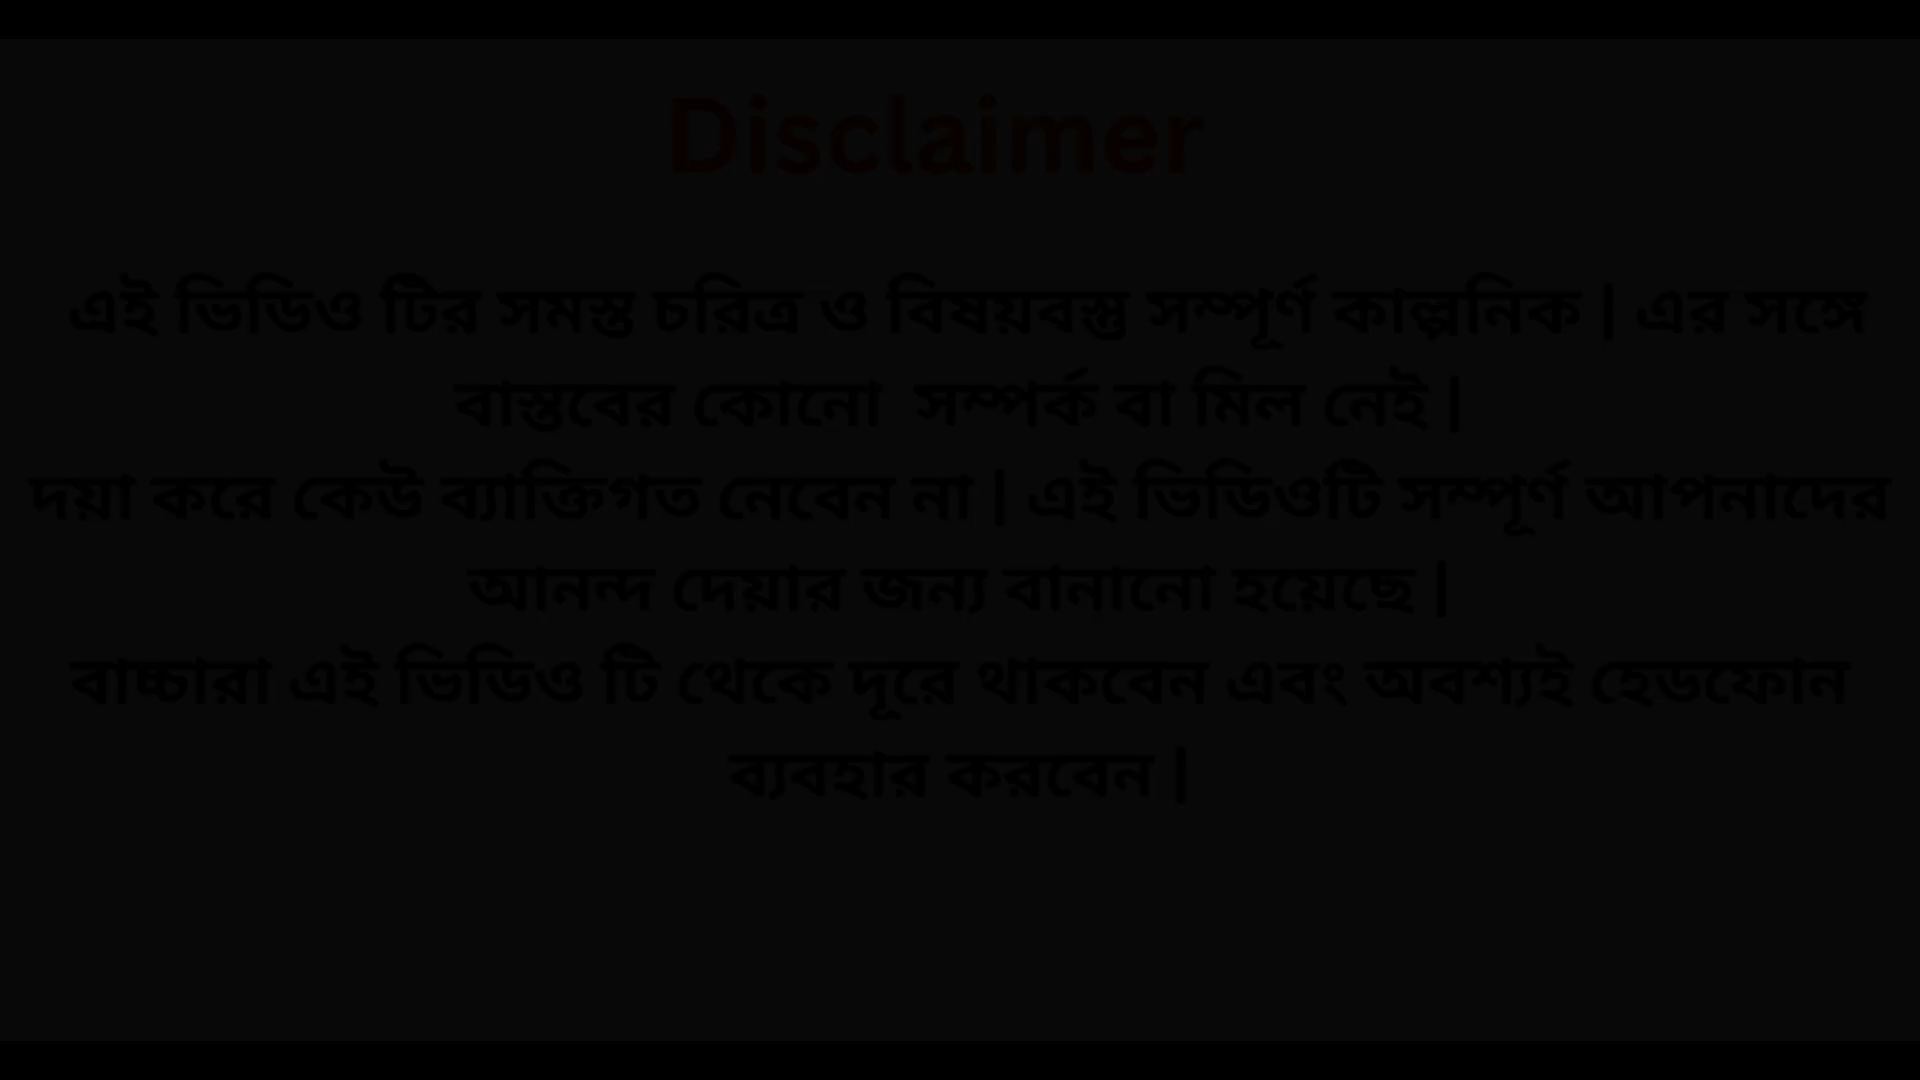 Disclaimer
এই ভিডিও টির সমস্ত চরিত্র ও বিষয়বস্তু সম্পূর্ণ কাল্পনিক | এর সঙ্গে
বাস্তবের কোনো সম্পর্ক বা মিল নেই |
দয়া করে কেউ ব্যাক্তিগত নেবেন না | এই ভিডিওটি সম্পূর্ণ আপনাদের
আনন্দ দেয়ার জন্য বানানো হয়েছে |
বাচ্চারা এই ভিডিও টি থেকে দূরে থাকবেন এবং অবশ্যই হেডফোন
ব্যবহার করবেন |